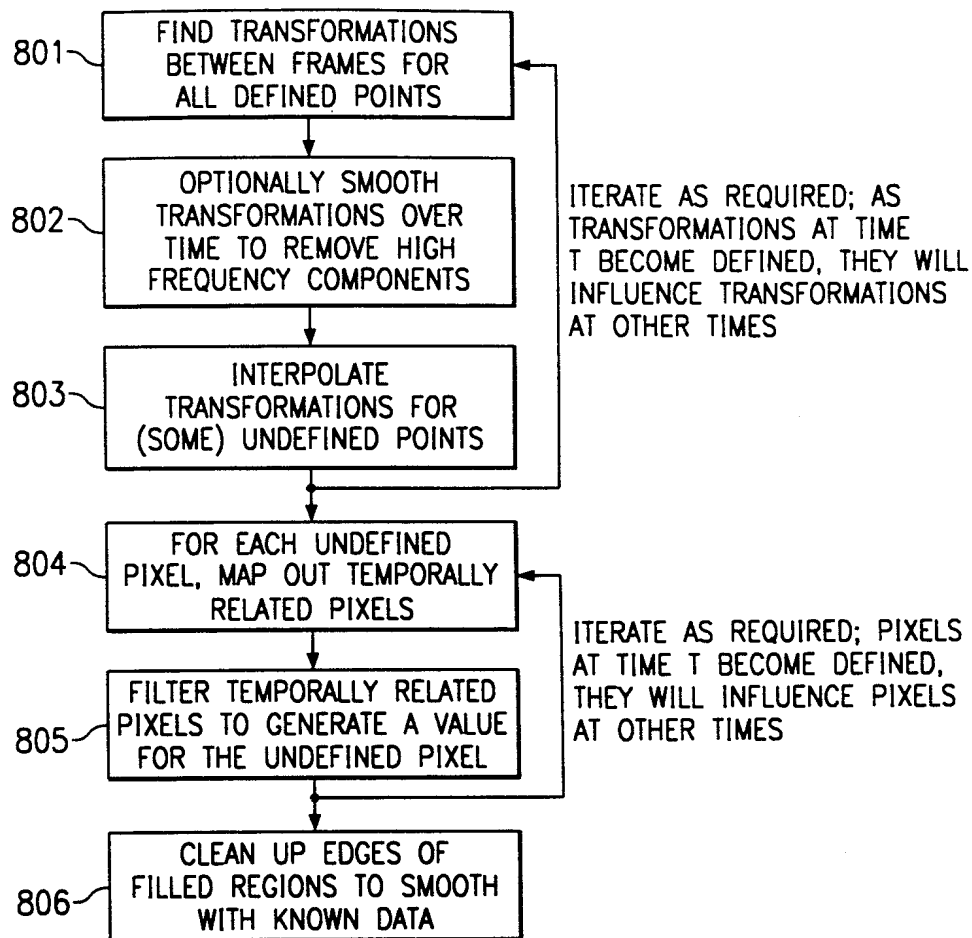 801
FIND TRANSFORMATIONS
BETWEEN FRAMES FOR
ALL DEFINED POINTS
802
OPTIONALLY SMOOTH
TRANSFORMATIONS OVER
TIME TO REMOVE HIGH
FREQUENCY COMPONENTS
ITERATE AS REQUIRED; AS
TRANSFORMATIONS AT TIME
T BECOME DEFINED, THEY WILL
INFLUENCE TRANSFORMATIONS
AT OTHER TIMES
803
INTERPOLATE
TRANSFORMATIONS FOR
(SOME) UNDEFINED POINTS
804
FOR EACH UNDEFINED
PIXEL, MAP OUT TEMPORALLY
RELATED PIXELS
805
FILTER TEMPORALLY RELATED
PIXELS TO GENERATE A VALUE
FOR THE UNDEFINED PIXEL
ITERATE AS REQUIRED; PIXELS
AT TIME T BECOME DEFINED,
THEY WILL INFLUENCE PIXELS
AT OTHER TIMES
806
CLEAN UP EDGES OF
FILLED REGIONS TO SMOOTH
WITH KNOWN DATA